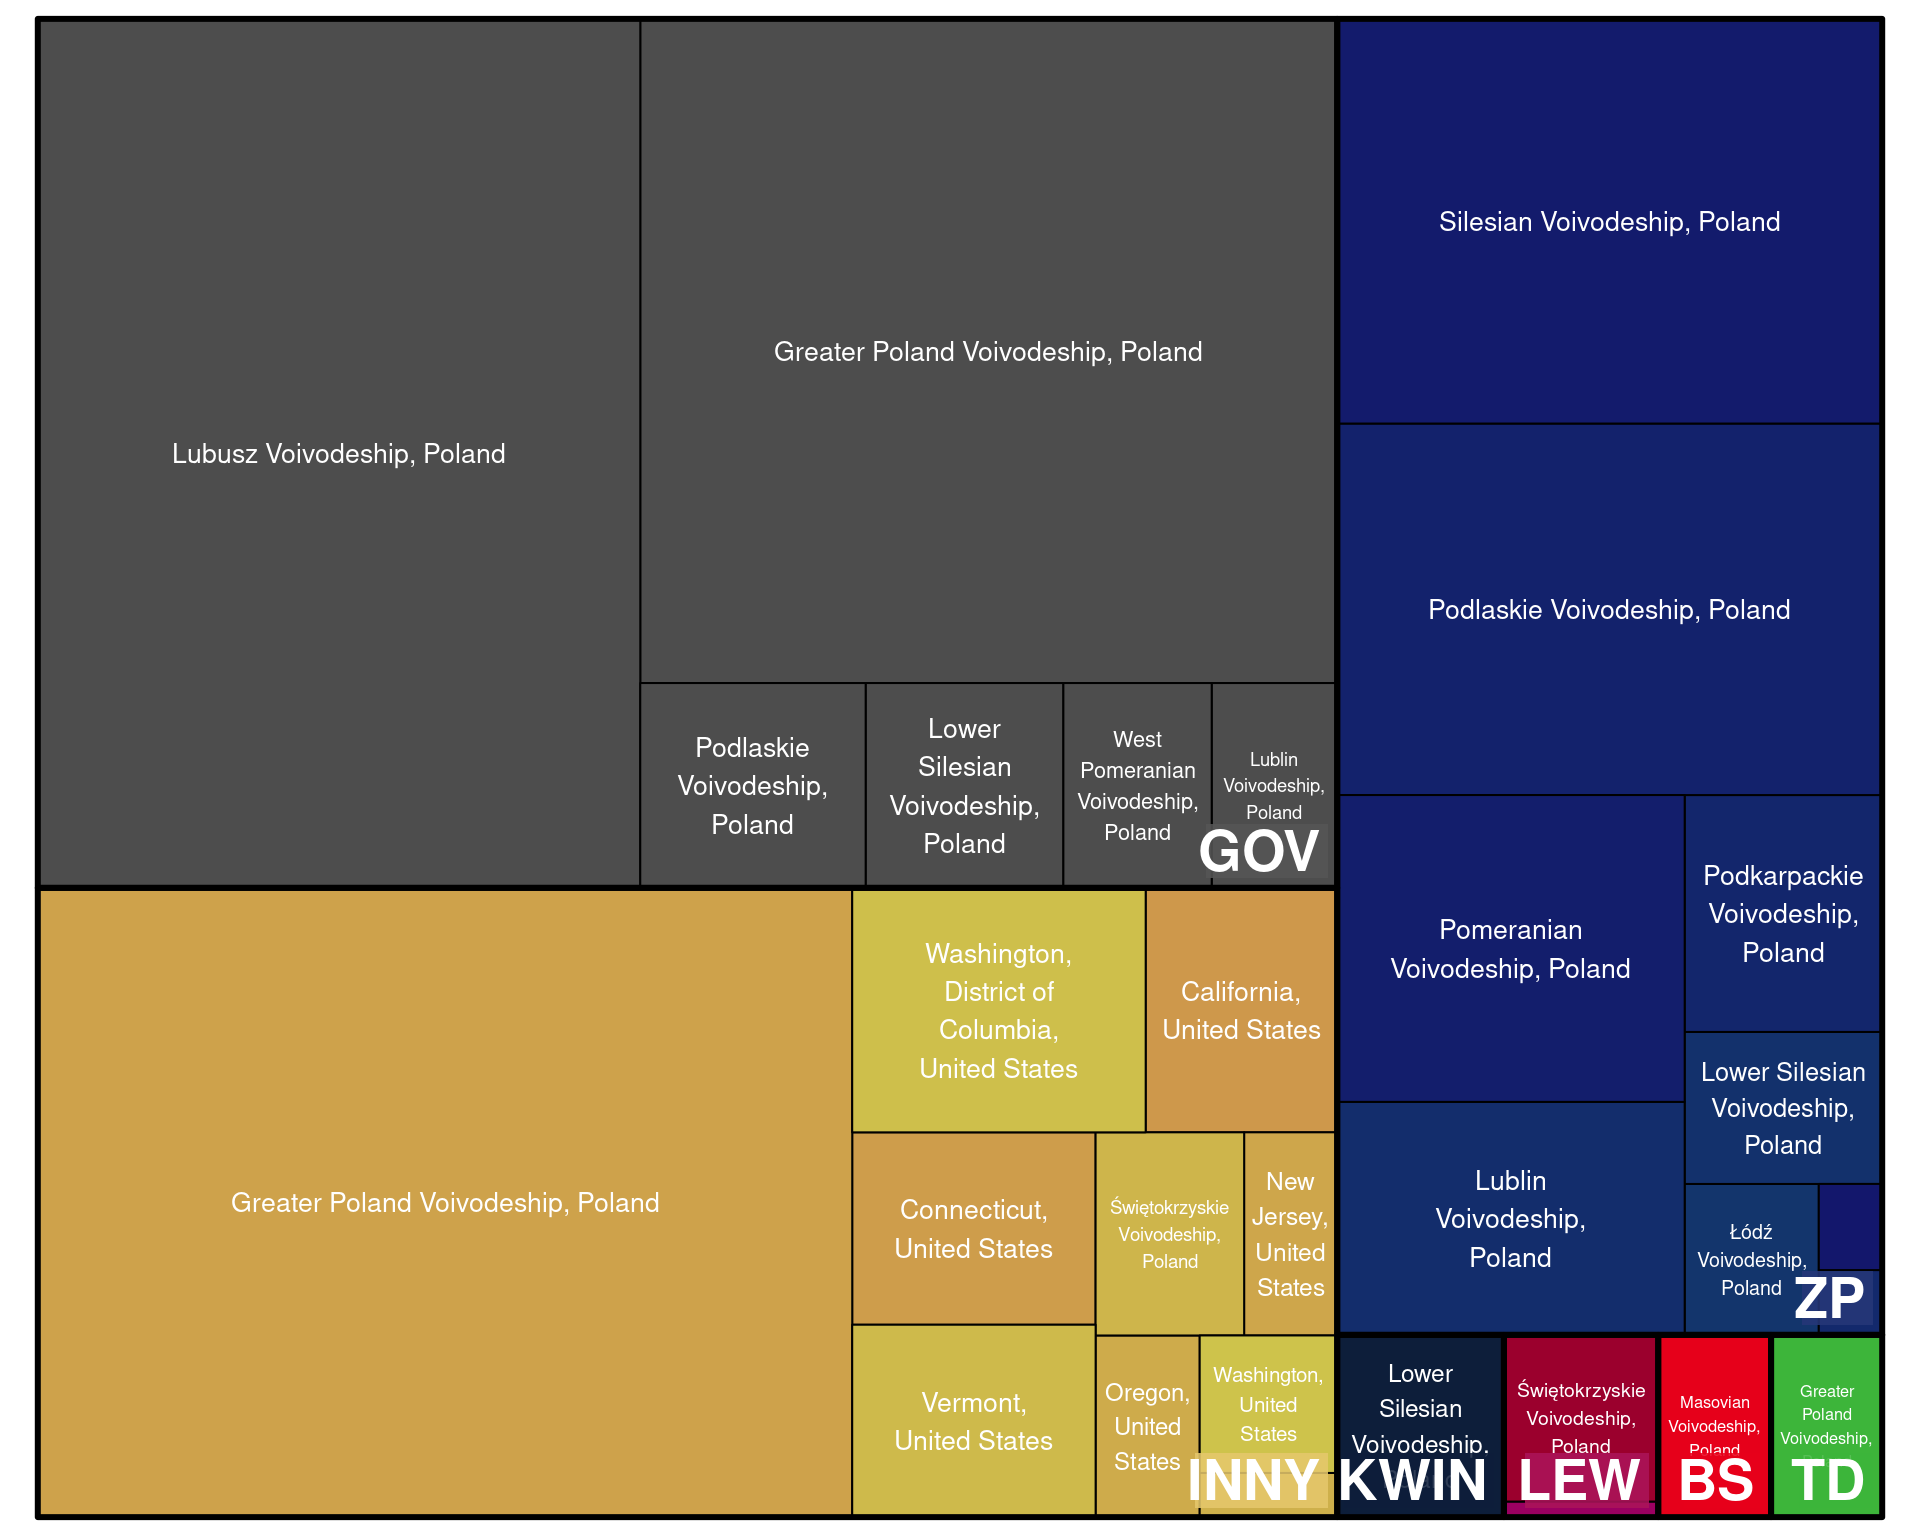 Lubusz Voivodeship, Poland
Greater Poland Voivodeship, Poland
Podlaskie
Voivodeship,
Poland
Lower
Silesian
Voivodeship,
Poland
West
Pomeranian
Voivodeship,
Poland
Lublin
Voivodeship,
Poland
GOV
Silesian Voivodeship, Poland
Podlaskie Voivodeship, Poland
Pomeranian
Voivodeship, Poland
Podkarpackie
Voivodeship,
Poland
Lower Silesian
Voivodeship,
Poland
Lublin
Voivodeship,
Poland
Łódź
Voivodeship,
Poland
ZP
Greater Poland Voivodeship, Poland
Washington,
District of
Columbia,
United States
California,
United States
Connecticut,
United States
Świętokrzyskie
Voivodeship,
Poland
New
Jersey,
United
States
Vermont,
United States
Oregon,
United
States
Washington,
United
States
INNY
Lower
Silesian
Voivodeship,
KWIN
Świętokrzyskie
Voivodeship,
Poland
LEW
Masovian
Voivodeship,
Poland
BS
Greater
Poland
Voivodeship,
TD